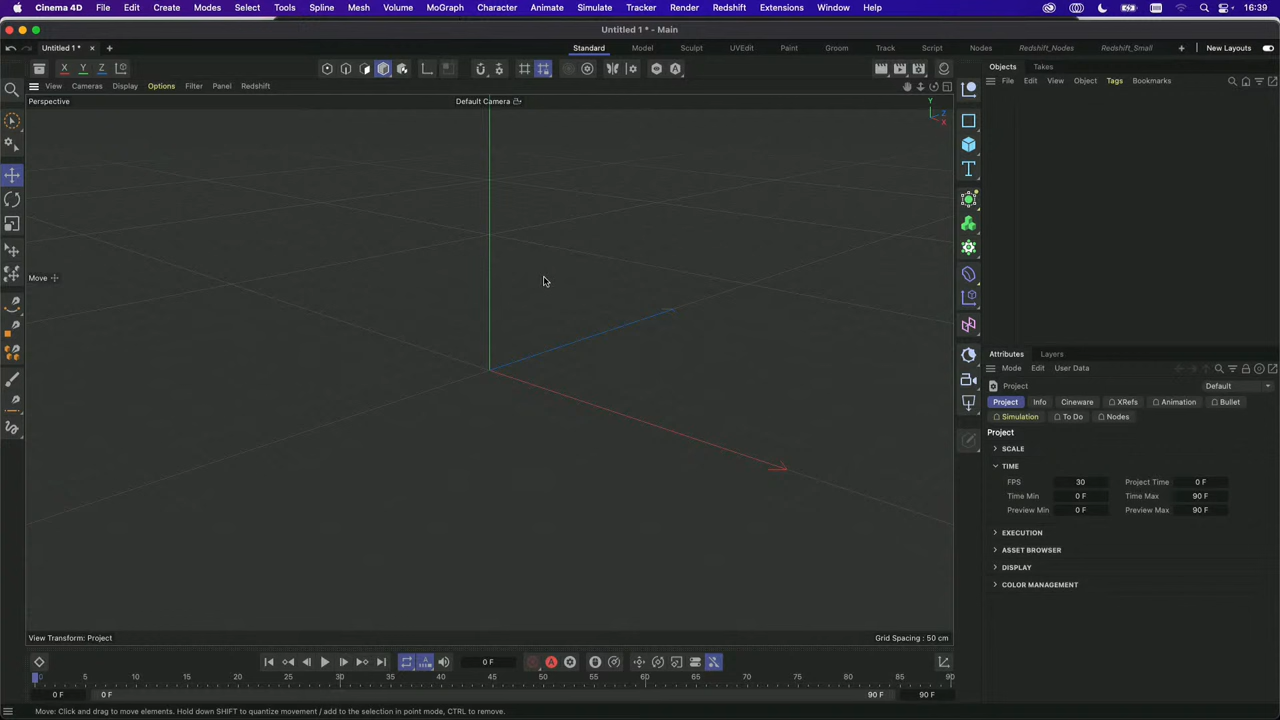 Cinema 4D File Edit Create Modes Select Tools Spline Mesh Volume MoGraph Character Animate Simulate Tracker Render Redshift Extensions Window Help 16:39
Untitled 1 * - Main
Untitled 1 * × + Standard Model Sculpt UVEdit Paint Groom Track Script Nodes Redshift_Nodes Redshift_Small + New Layouts
X Y Z
Objects Takes
View Cameras Display Options Filter Panel Redshift
File Edit View Object Tags Bookmarks
Perspective
Default Camera
Y
Z
X
Move
Attributes Layers
Mode Edit User Data
Project Default
Project Info Cineware XRefs Animation Bullet
Simulation To Do Nodes
Project
SCALE
TIME
FPS 30 Project Time 0 F
Time Min 0 F Time Max 90 F
Preview Min 0 F Preview Max 90 F
EXECUTION
ASSET BROWSER
DISPLAY
COLOR MANAGEMENT
View Transform: Project
Grid Spacing : 50 cm
0 F
0 5 10 15 20 25 30 35 40 45 50 55 60 65 70 75 80 85 90
0 F 0 F 90 F 90 F
Move: Click and drag to move elements. Hold down SHIFT to quantize movement / add to the selection in point mode, CTRL to remove.